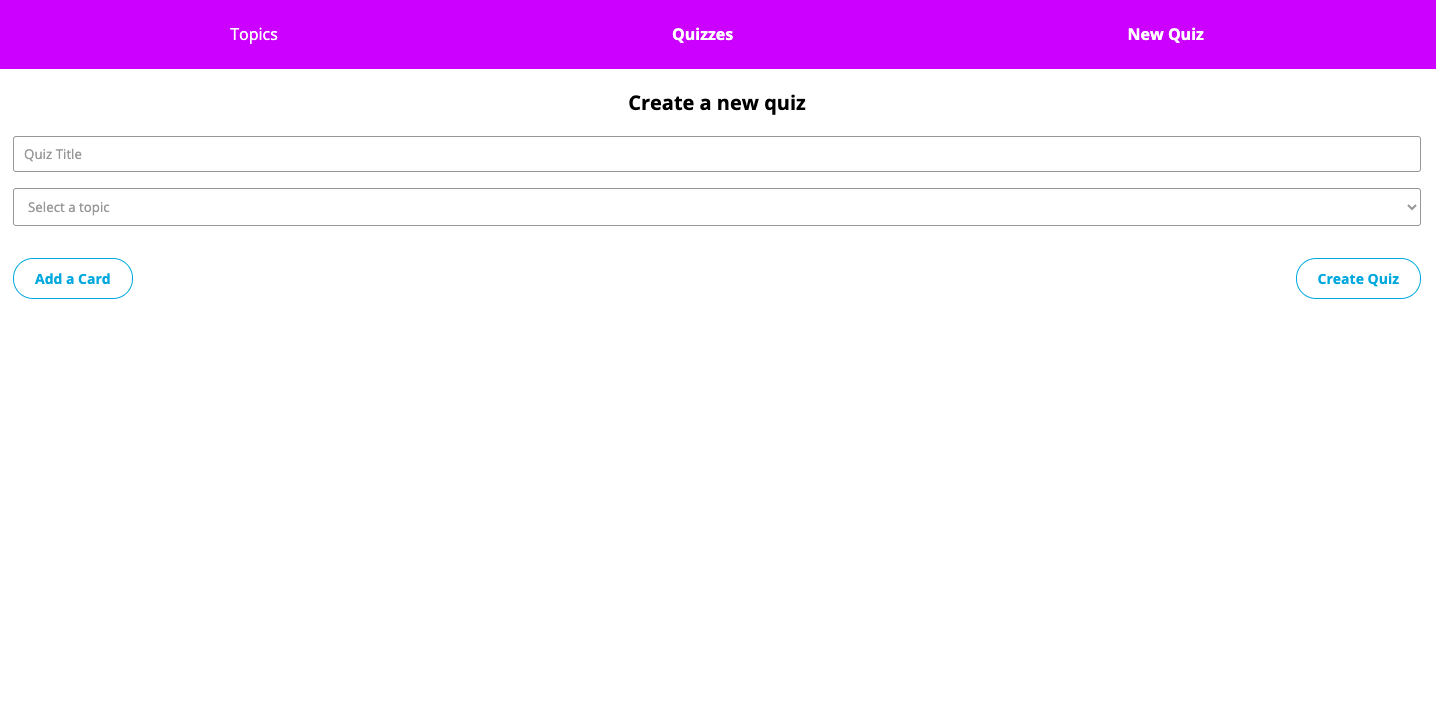 Topics Quizzes New Quiz
Create a new quiz
Quiz Title
Select a topic
Add a Card Create Quiz